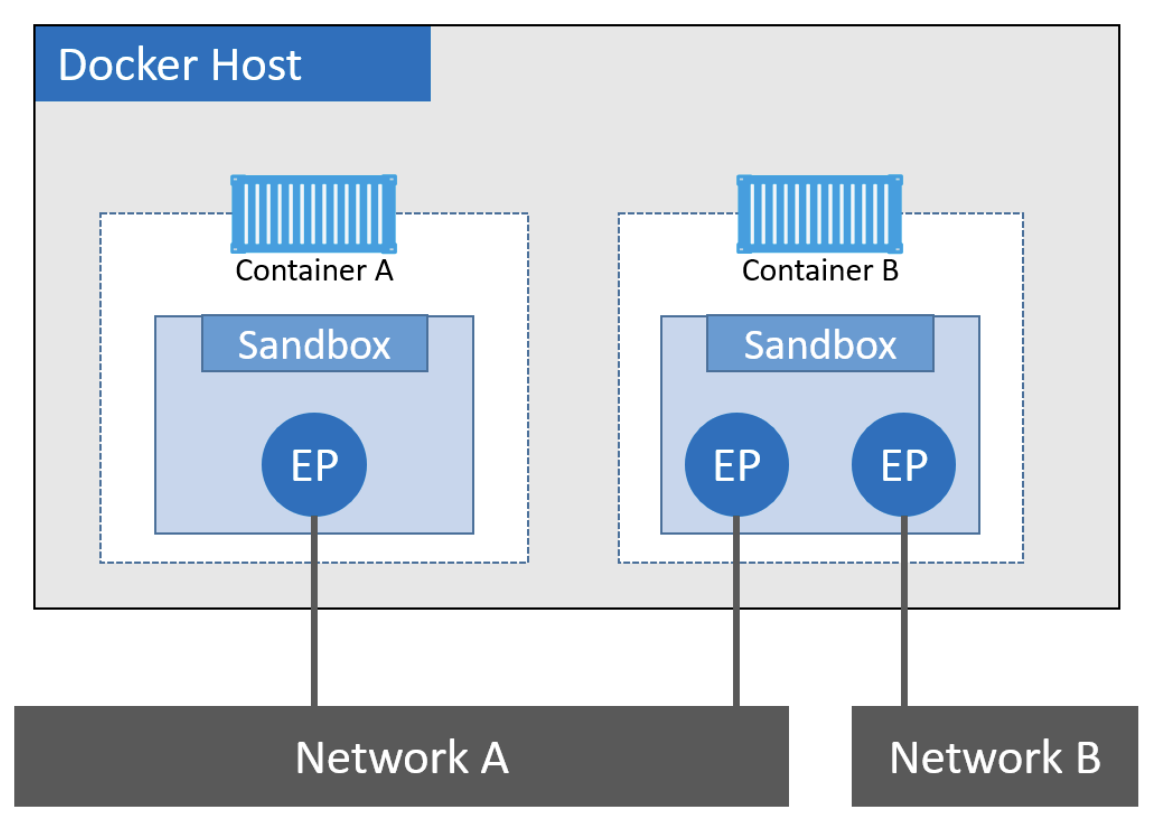 Docker Host
Container A
Container B
Sandbox
Sandbox
EP
EP
EP
Network A
Network B